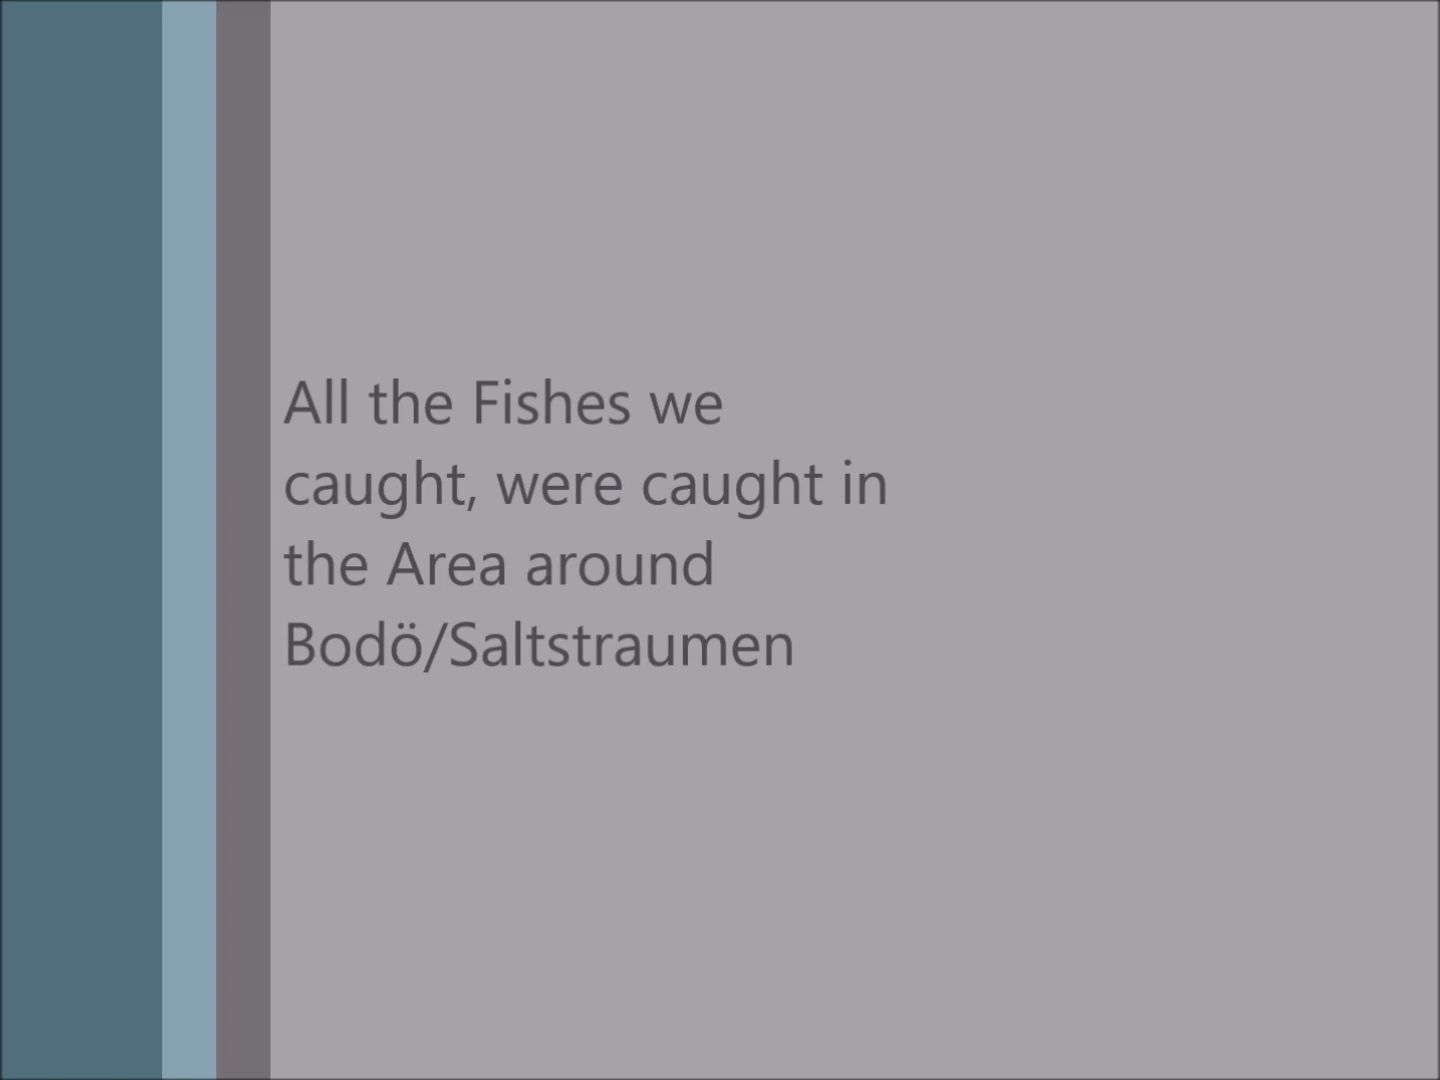 All the Fishes we
caught, were caught in
the Area around
Bodö/Saltstraumen